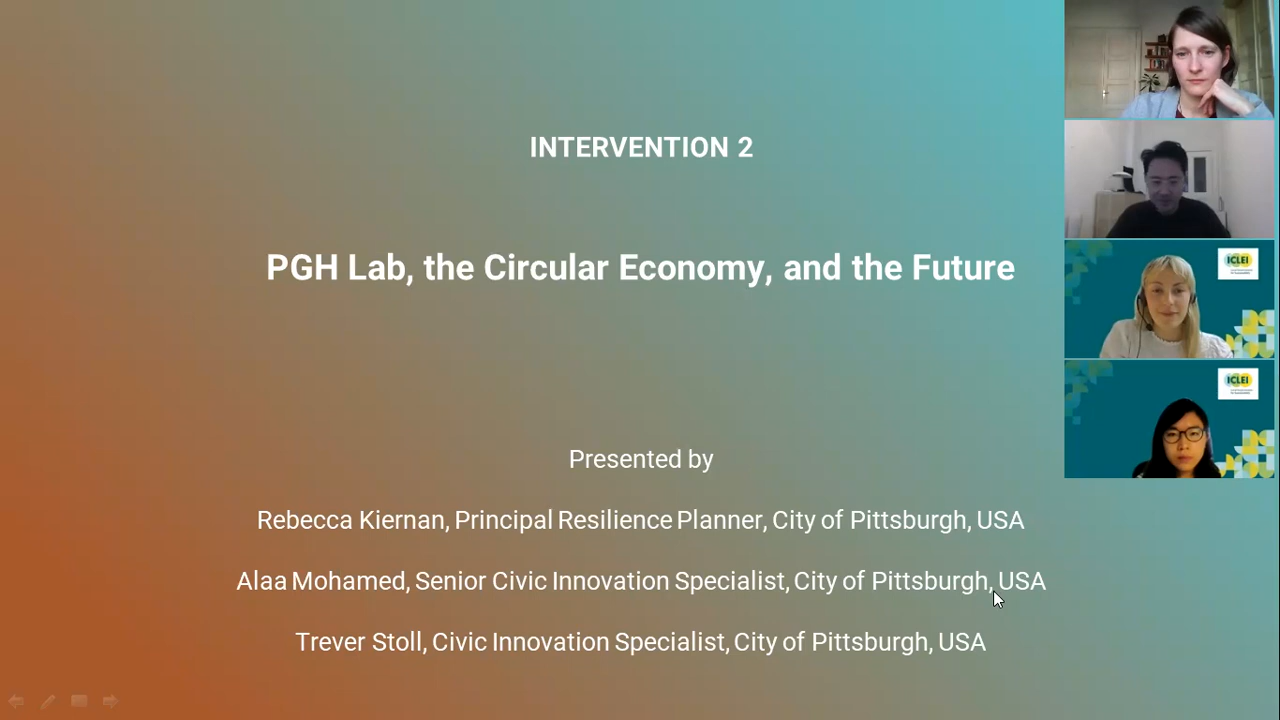 INTERVENTION 2
PGH Lab, the Circular Economy, and the Future
Presented by
Rebecca Kiernan, Principal Resilience Planner, City of Pittsburgh, USA
Alaa Mohamed, Senior Civic Innovation Specialist, City of Pittsburgh, USA
Trever Stoll, Civic Innovation Specialist, City of Pittsburgh, USA
ICLEI
ICLEI